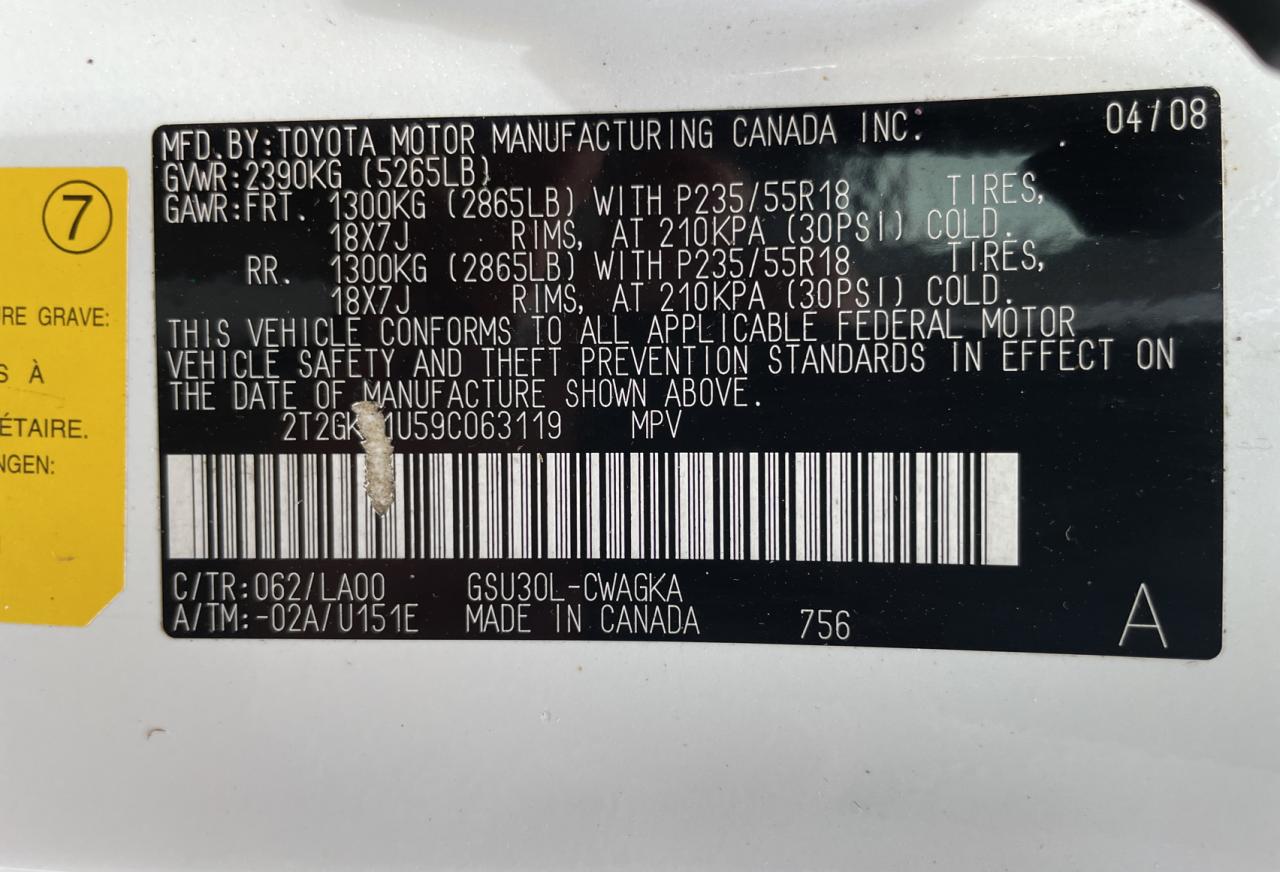 7
URE GRAVE:
S À
ÉTAIRE.
NGEN:
MFD. BY: TOYOTA MOTOR MANUFACTURING CANADA INC. 04/08
GVWR: 2390KG (5265LB)
GAWR: FRT. 1300KG (2865LB) WITH P235/55R18 TIRES,
18X7J RIMS, AT 210KPA (30PSI) COLD.
RR. 1300KG (2865LB) WITH P235/55R18 TIRES,
18X7J RIMS, AT 210KPA (30PSI) COLD.
THIS VEHICLE CONFORMS TO ALL APPLICABLE FEDERAL MOTOR
VEHICLE SAFETY AND THEFT PREVENTION STANDARDS IN EFFECT ON
THE DATE OF MANUFACTURE SHOWN ABOVE.
2T2GK 1U59C063119 MPV
C/TR: 062/LA00 GSU30L-CWAGKA
A/TM: -02A/U151E MADE IN CANADA 756 A